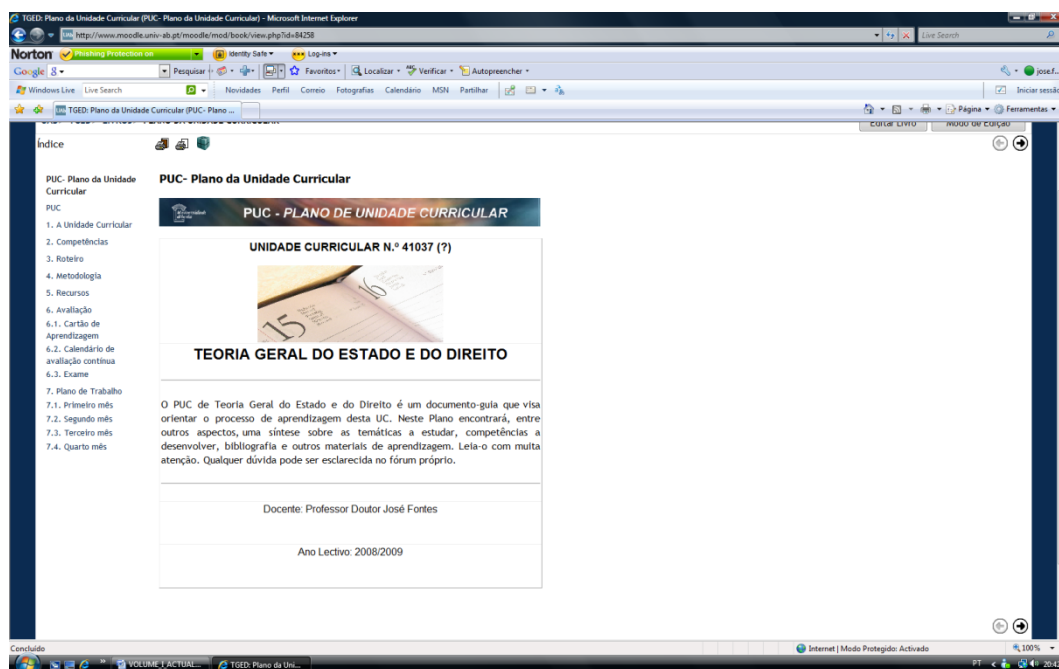 TGED: Plano da Unidade Curricular (PUC- Plano da Unidade Curricular) - Microsoft Internet Explorer
http://www.moodle.univ-ab.pt/moodle/mod/book/view.php?id=84258
Live Search
Norton Phishing Protection on Identity Safe Log-ins
Google Pesquisar Favoritos Localizar Verificar Autopreencher josef...
Windows Live Live Search Novidades Perfil Correio Fotografias Calendário MSN Partilhar Iniciar sessão
TGED: Plano da Unidade Curricular (PUC- Plano ... Página Ferramentas
Editar Livro Modo de Edição
Índice
PUC- Plano da Unidade
Curricular
PUC
1. A Unidade Curricular
2. Competências
3. Roteiro
4. Metodologia
5. Recursos
6. Avaliação
6.1. Cartão de
Aprendizagem
6.2. Calendário de
avaliação contínua
6.3. Exame
7. Plano de Trabalho
7.1. Primeiro mês
7.2. Segundo mês
7.3. Terceiro mês
7.4. Quarto mês
PUC- Plano da Unidade Curricular
PUC - PLANO DE UNIDADE CURRICULAR
UNIDADE CURRICULAR N.º 41037 (?)
15 16
TEORIA GERAL DO ESTADO E DO DIREITO
O PUC de Teoria Geral do Estado e do Direito é um documento-guia que visa
orientar o processo de aprendizagem desta UC. Neste Plano encontrará, entre
outros aspectos, uma síntese sobre as temáticas a estudar, competências a
desenvolver, bibliografia e outros materiais de aprendizagem. Leia-o com muita
atenção. Qualquer dúvida pode ser esclarecida no fórum próprio.
Docente: Professor Doutor José Fontes
Ano Lectivo: 2008/2009
Concluído
Internet | Modo Protegido: Activado 100%
VOLUME_I_ACTUAL... TGED: Plano da Uni... PT 20:43